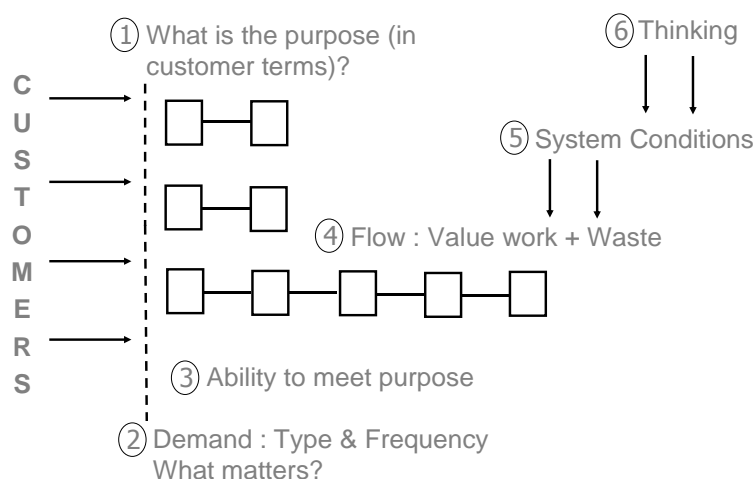 ① What is the purpose (in
customer terms)?
⑥ Thinking
CUSTOMERS
⑤ System Conditions
④ Flow : Value work + Waste
③ Ability to meet purpose
② Demand : Type & Frequency
What matters?